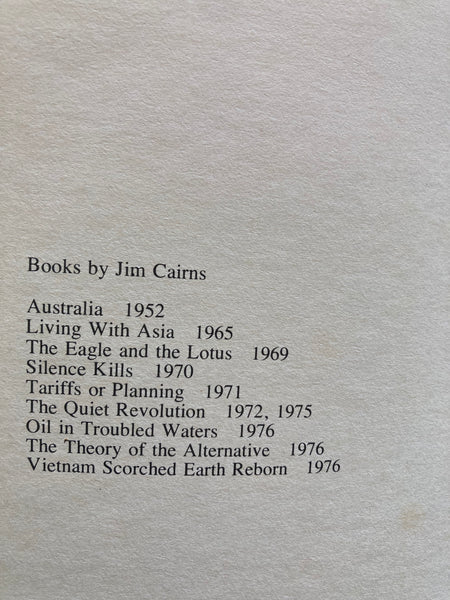 Books by Jim Cairns
Australia 1952
Living With Asia 1965
The Eagle and the Lotus 1969
Silence Kills 1970
Tariffs or Planning 1971
The Quiet Revolution 1972, 1975
Oil in Troubled Waters 1976
The Theory of the Alternative 1976
Vietnam Scorched Earth Reborn 1976